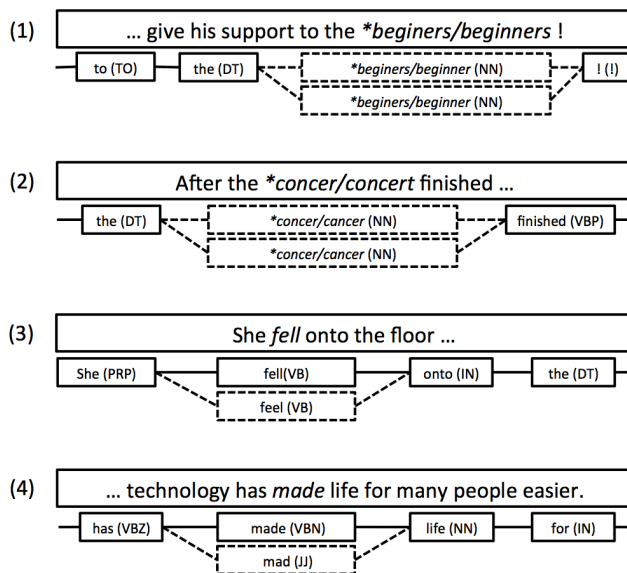 (1)
… give his support to the *beginers/beginners !
to (TO) the (DT) *beginers/beginner (NN) ! (!)
*beginers/beginner (NN)
(2)
After the *concer/concert finished …
the (DT) *concer/cancer (NN) finished (VBP)
*concer/cancer (NN)
(3)
She fell onto the floor …
She (PRP) fell(VB) onto (IN) the (DT)
feel (VB)
(4)
… technology has made life for many people easier.
has (VBZ) made (VBN) life (NN) for (IN)
mad (JJ)